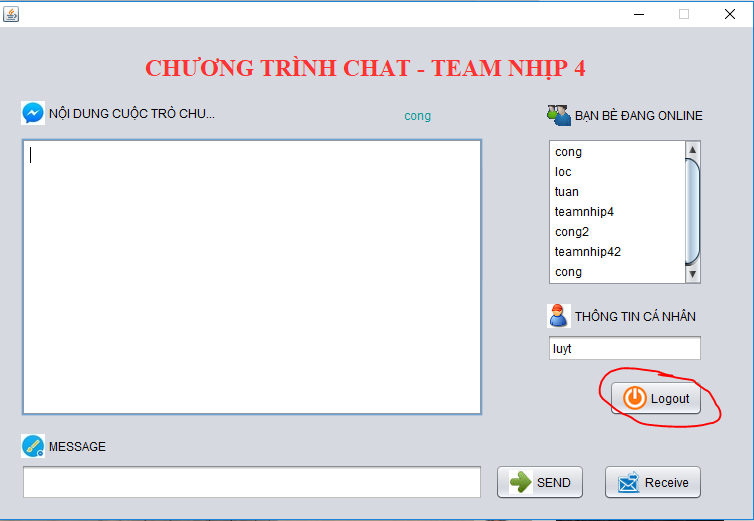 CHƯƠNG TRÌNH CHAT - TEAM NHỊP 4
NỘI DUNG CUỘC TRÒ CHU...
cong
BẠN BÈ ĐANG ONLINE
cong
loc
tuan
teamnhip4
cong2
teamnhip42
cong
THÔNG TIN CÁ NHÂN
luyt
Logout
MESSAGE
SEND
Receive